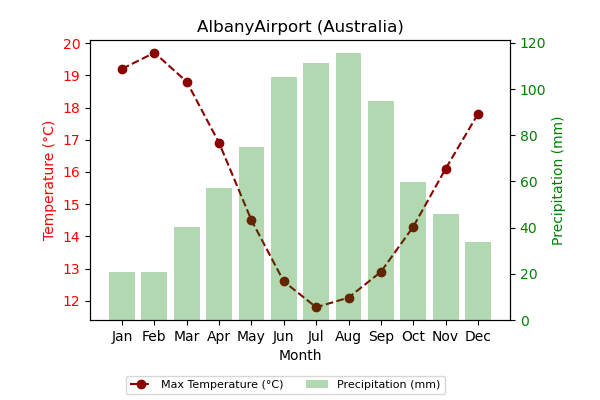 AlbanyAirport (Australia)
20
19
18
17
16
15
14
13
12
Temperature (°C)
120
100
80
60
40
20
0
Precipitation (mm)
Jan Feb Mar Apr May Jun Jul Aug Sep Oct Nov Dec
Month
Max Temperature (°C) Precipitation (mm)